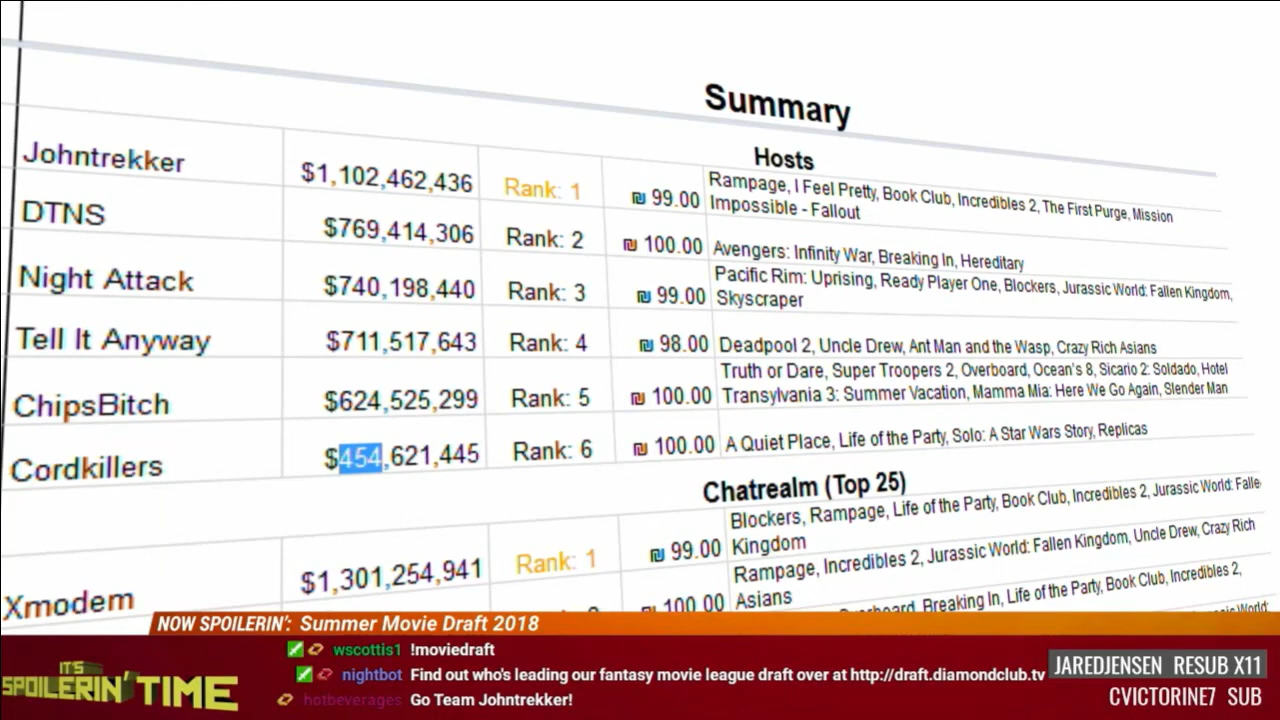 Summary
Hosts
Johntrekker $1,102,462,436 Rank: 1 ₪ 99.00 Rampage, I Feel Pretty, Book Club, Incredibles 2, The First Purge, Mission
Impossible - Fallout
DTNS $769,414,306 Rank: 2 ₪ 100.00 Avengers: Infinity War, Breaking In, Hereditary
Night Attack $740,198,440 Rank: 3 ₪ 99.00 Pacific Rim: Uprising, Ready Player One, Blockers, Jurassic World: Fallen Kingdom,
Skyscraper
Tell It Anyway $711,517,643 Rank: 4 ₪ 98.00 Deadpool 2, Uncle Drew, Ant Man and the Wasp, Crazy Rich Asians
ChipsBitch $624,525,299 Rank: 5 ₪ 100.00 Truth or Dare, Super Troopers 2, Overboard, Ocean's 8, Sicario 2: Soldado, Hotel
Transylvania 3: Summer Vacation, Mamma Mia: Here We Go Again, Slender Man
Cordkillers $454,621,445 Rank: 6 ₪ 100.00 A Quiet Place, Life of the Party, Solo: A Star Wars Story, Replicas
Chatrealm (Top 25)
Xmodem $1,301,254,941 Rank: 1 ₪ 99.00 Blockers, Rampage, Life of the Party, Book Club, Incredibles 2, Jurassic World: Falle
Kingdom
₪ 100.00 Rampage, Incredibles 2, Jurassic World: Fallen Kingdom, Uncle Drew, Crazy Rich
Asians
Overboard, Breaking In, Life of the Party, Book Club, Incredibles 2,
NOW SPOILERIN': Summer Movie Draft 2018
IT'S
SPOILERIN' TIME
wscottis1 !moviedraft
nightbot Find out who's leading our fantasy movie league draft over at http://draft.diamondclub.tv
hotbeverages Go Team Johntrekker!
JAREDJENSEN RESUB X11
CVICTORINE7 SUB